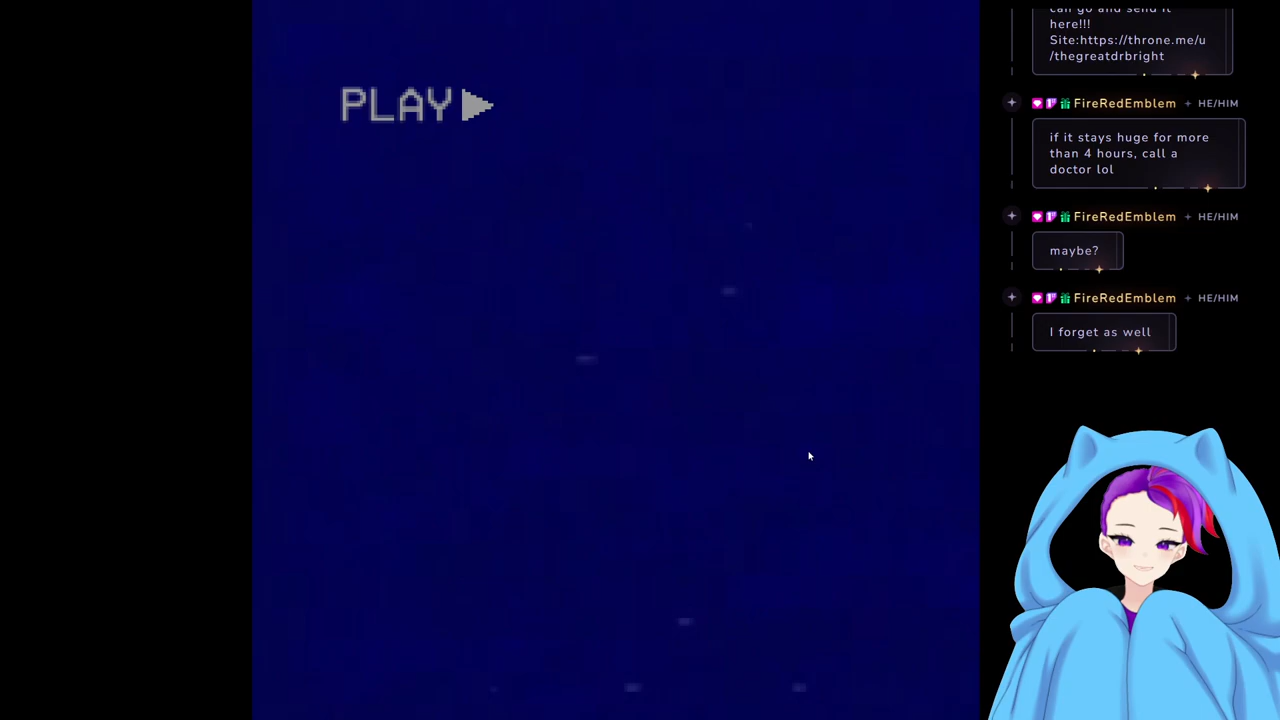 PLAY
can go and send it
here!!!
Site:https://throne.me/u
/thegreatdrbright
FireRedEmblem + HE/HIM
if it stays huge for more
than 4 hours, call a
doctor lol
FireRedEmblem + HE/HIM
maybe?
FireRedEmblem + HE/HIM
I forget as well